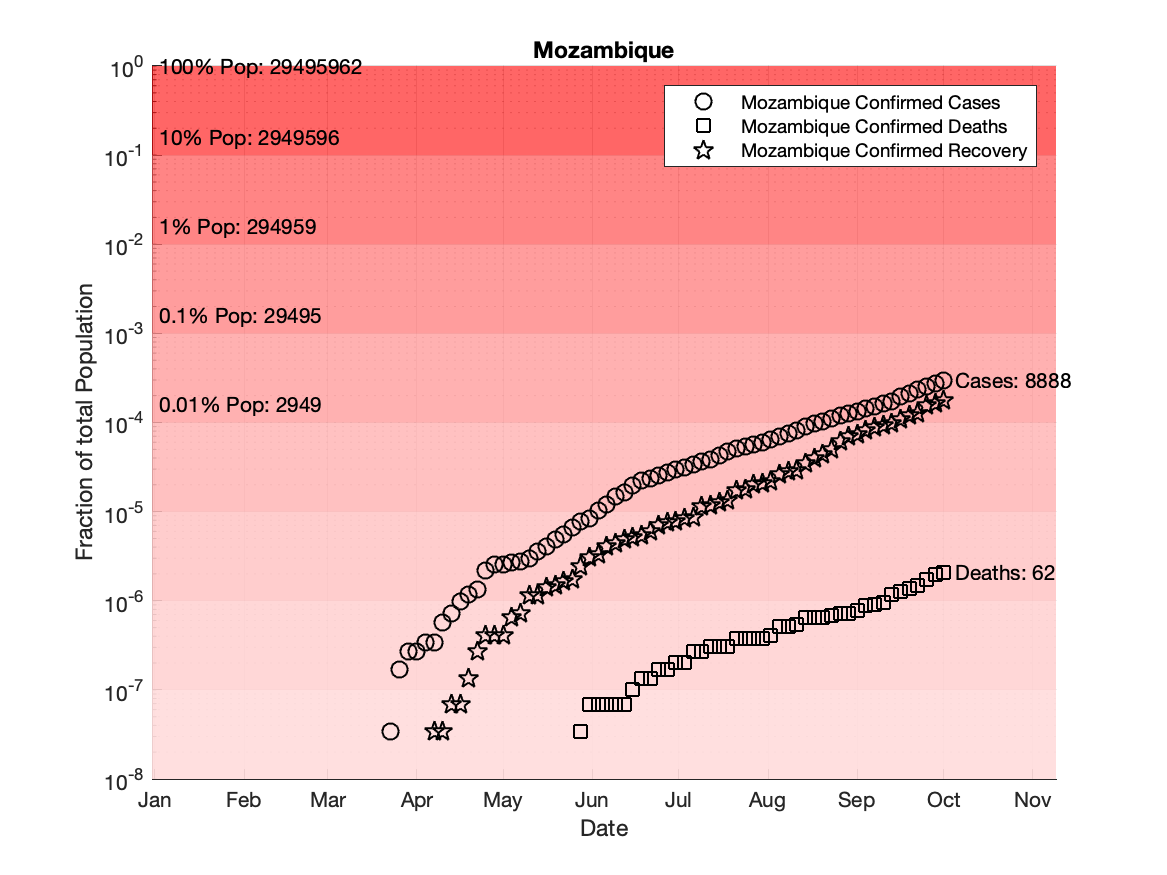 Mozambique
10^0
100% Pop: 29495962
Mozambique Confirmed Cases
Mozambique Confirmed Deaths
Mozambique Confirmed Recovery
10% Pop: 2949596
10^-1
1% Pop: 294959
10^-2
0.1% Pop: 29495
10^-3
Cases: 8888
0.01% Pop: 2949
10^-4
10^-5
Deaths: 62
10^-6
10^-7
10^-8
Fraction of total Population
Jan Feb Mar Apr May Jun Jul Aug Sep Oct Nov
Date